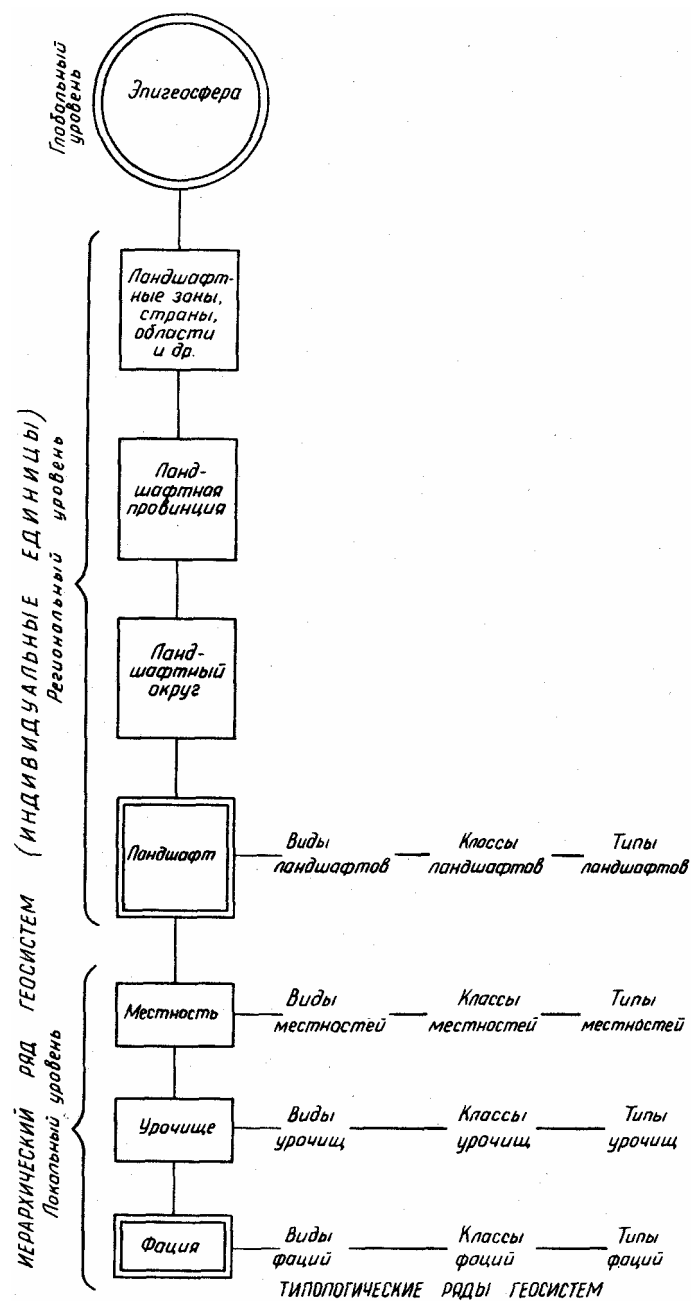 Глобальный
уровень
Эпигеосфера
ИЕРАРХИЧЕСКИЙ РЯД ГЕОСИСТЕМ (ИНДИВИДУАЛЬНЫЕ ЕДИНИЦЫ)
Региональный уровень
Ландшафт-
ные зоны,
страны,
области
и др.
Ланд-
шафтная
провинция
Ланд-
шафтный
округ
Ландшафт
Виды
ландшафтов
Классы
ландшафтов
Типы
ландшафтов
Локальный уровень
Местность
Виды
местностей
Классы
местностей
Типы
местностей
Урочище
Виды
урочищ
Классы
урочищ
Типы
урочищ
Фация
Виды
фаций
Классы
фаций
Типы
фаций
ТИПОЛОГИЧЕСКИЕ РЯДЫ ГЕОСИСТЕМ